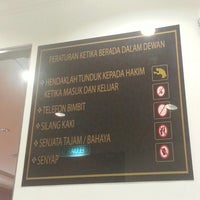 PERATURAN KETIKA BERADA DALAM DEWAN
HENDAKLAH TUNDUK KEPADA HAKIM
KETIKA MASUK DAN KELUAR
TELEFON BIMBIT
SILANG KAKI
SENJATA TAJAM / BAHAYA
SENYAP